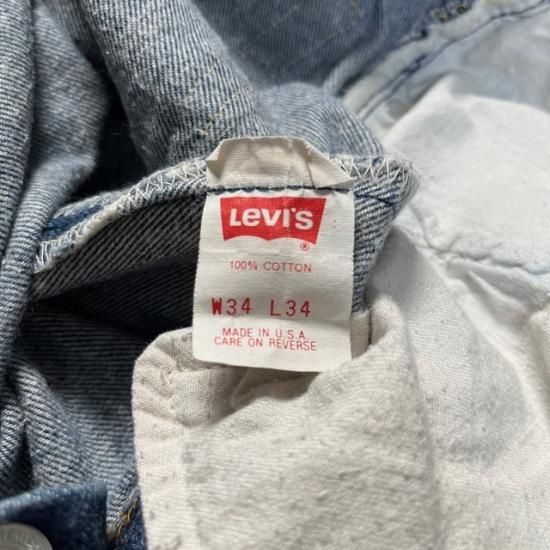 Levi's
®
100% COTTON
W34 L34
MADE IN U.S.A.
CARE ON REVERSE